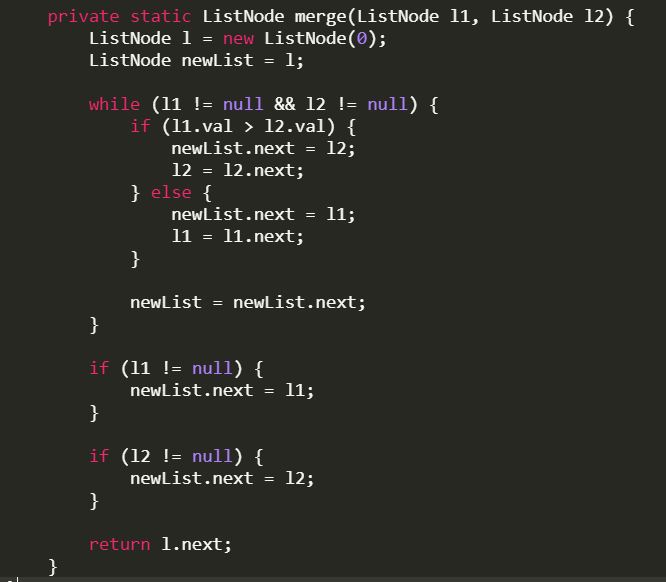 private static ListNode merge(ListNode l1, ListNode l2) {
    ListNode l = new ListNode(0);
    ListNode newList = l;

    while (l1 != null && l2 != null) {
        if (l1.val > l2.val) {
            newList.next = l2;
            l2 = l2.next;
        } else {
            newList.next = l1;
            l1 = l1.next;
        }

        newList = newList.next;
    }

    if (l1 != null) {
        newList.next = l1;
    }

    if (l2 != null) {
        newList.next = l2;
    }

    return l.next;
}